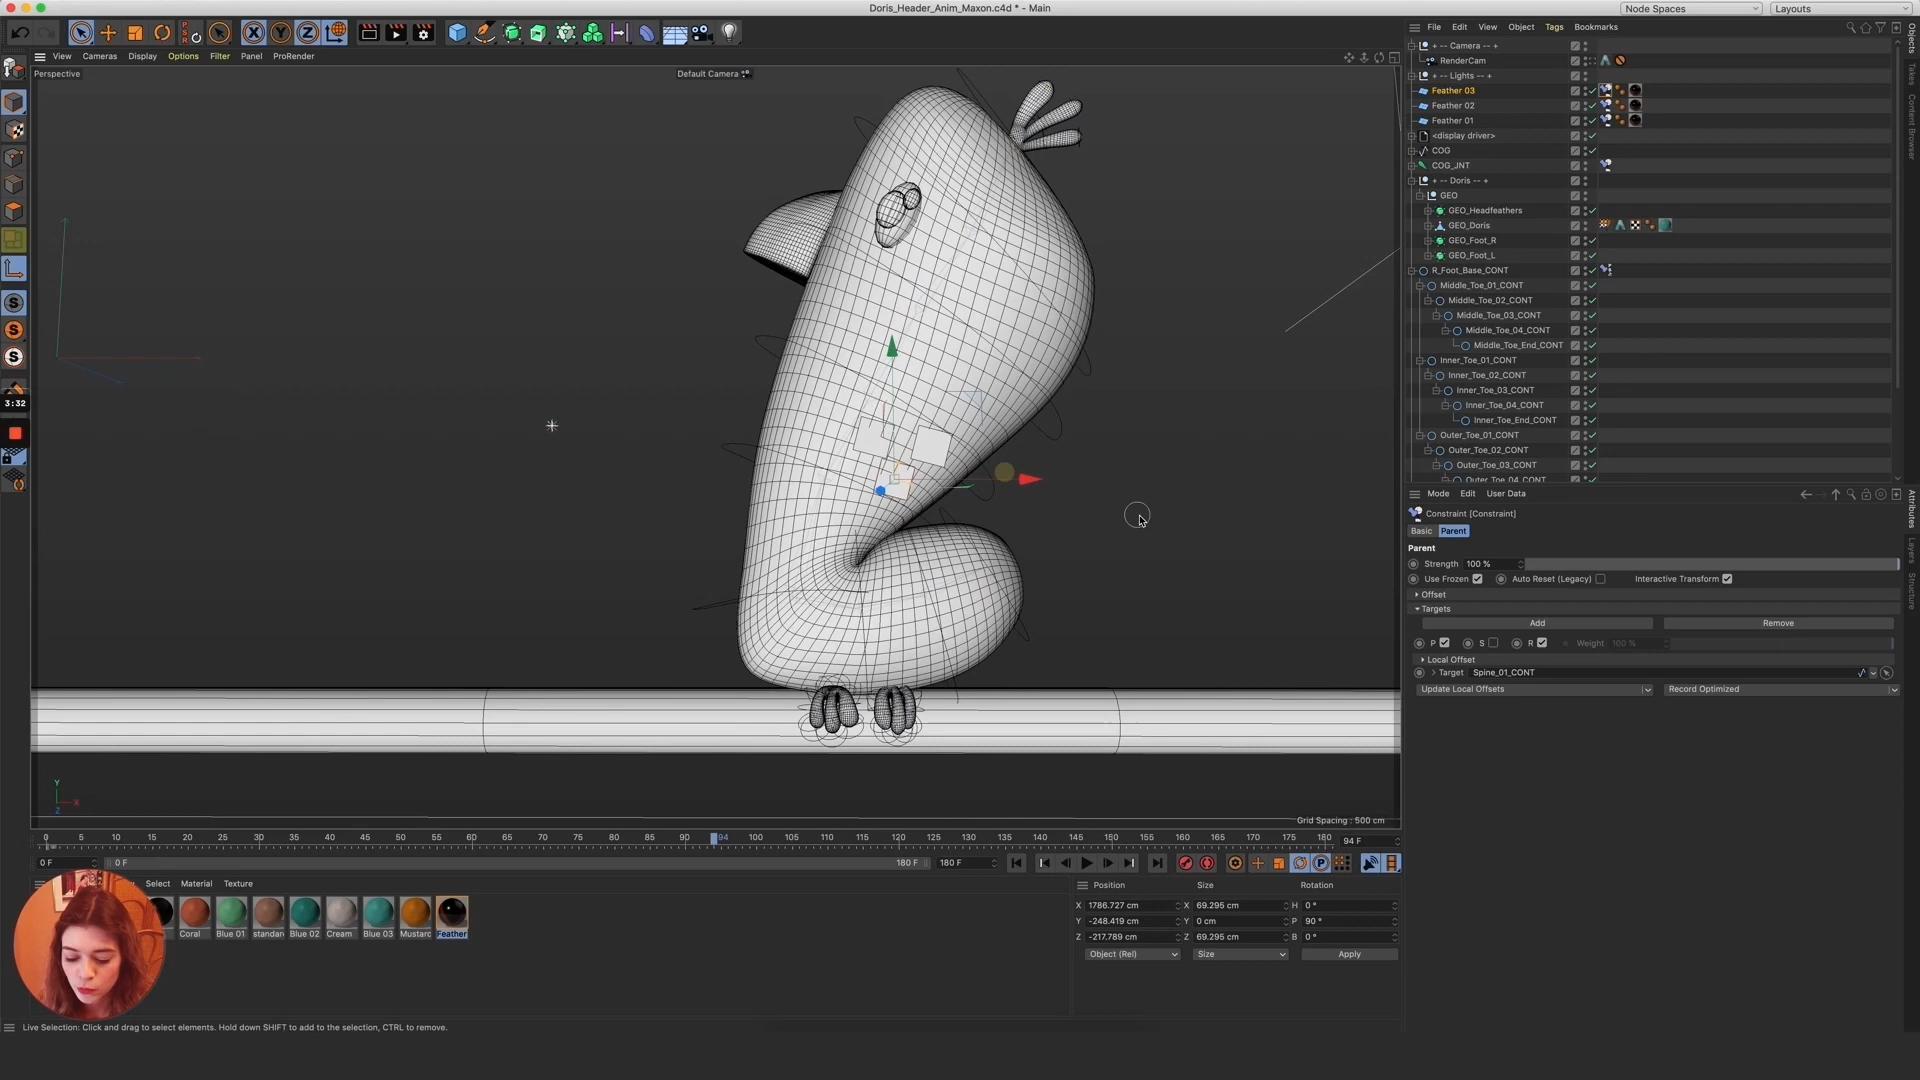 Doris_Header_Anim_Maxon.c4d * - Main
Node Spaces
Layouts
View Cameras Display Options Filter Panel ProRender
Perspective
Default Camera
File Edit View Object Tags Bookmarks
+ -- Camera -- +
RenderCam
+ -- Lights -- +
Feather 03
Feather 02
Feather 01
<display driver>
COG
COG_JNT
+ -- Doris -- +
GEO
GEO_Headfeathers
GEO_Doris
GEO_Foot_R
GEO_Foot_L
R_Foot_Base_CONT
Middle_Toe_01_CONT
Middle_Toe_02_CONT
Middle_Toe_03_CONT
Middle_Toe_04_CONT
Middle_Toe_End_CONT
Inner_Toe_01_CONT
Inner_Toe_02_CONT
Inner_Toe_03_CONT
Inner_Toe_04_CONT
Inner_Toe_End_CONT
Outer_Toe_01_CONT
Outer_Toe_02_CONT
Outer_Toe_03_CONT
Outer_Toe_04_CONT
Objects
Takes
Content Browser
Attributes
Layers
Structure
3:32
Mode Edit User Data
Constraint [Constraint]
Basic Parent
Parent
Strength 100 %
Use Frozen Auto Reset (Legacy) Interactive Transform
Offset
Targets
Add Remove
P S R Weight 100 %
Local Offset
Target Spine_01_CONT
Update Local Offsets Record Optimized
Y
X
Z
Grid Spacing : 500 cm
0 5 10 15 20 25 30 35 40 45 50 55 60 65 70 75 80 85 90 94 100 105 110 115 120 125 130 135 140 145 150 155 160 165 170 175 180 94 F
0 F 0 F 180 F 180 F
Select Material Texture
Coral Blue 01 standan Blue 02 Cream Blue 03 Mustarc Feather
Position Size Rotation
X 1786.727 cm X 69.295 cm H 0 °
Y -248.419 cm Y 0 cm P 90 °
Z -217.789 cm Z 69.295 cm B 0 °
Object (Rel) Size Apply
Live Selection: Click and drag to select elements. Hold down SHIFT to add to the selection, CTRL to remove.